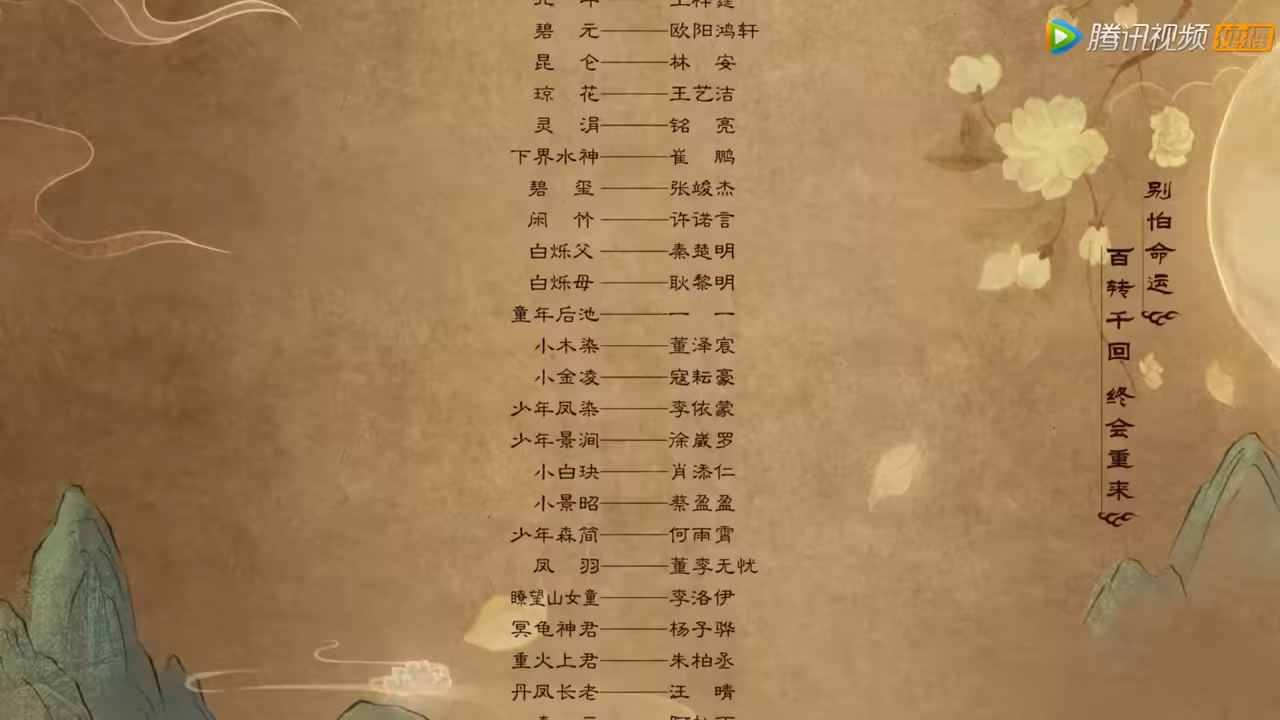 碧 元——欧阳鸿轩
昆 仑——林 安
琼 花——王艺洁
灵 涓——铭 亮
下界水神——崔 鹏
碧 玺——张竣杰
闲 竹——许诺言
白烁父——秦楚明
白烁母——耿黎明
童年后池——一 一
小木染——董泽宸
小金凌——寇耘豪
少年凤染——李依蒙
少年景涧——徐崴罗
小白玦——肖添仁
小景昭——蔡盈盈
少年森简——何雨霄
凤 羽——董李无忧
瞭望山女童——李洛伊
冥龟神君——杨子骅
重火上君——朱柏丞
丹凤长老——汪 晴
腾讯视频
别怕命运
百转千回 终会重来